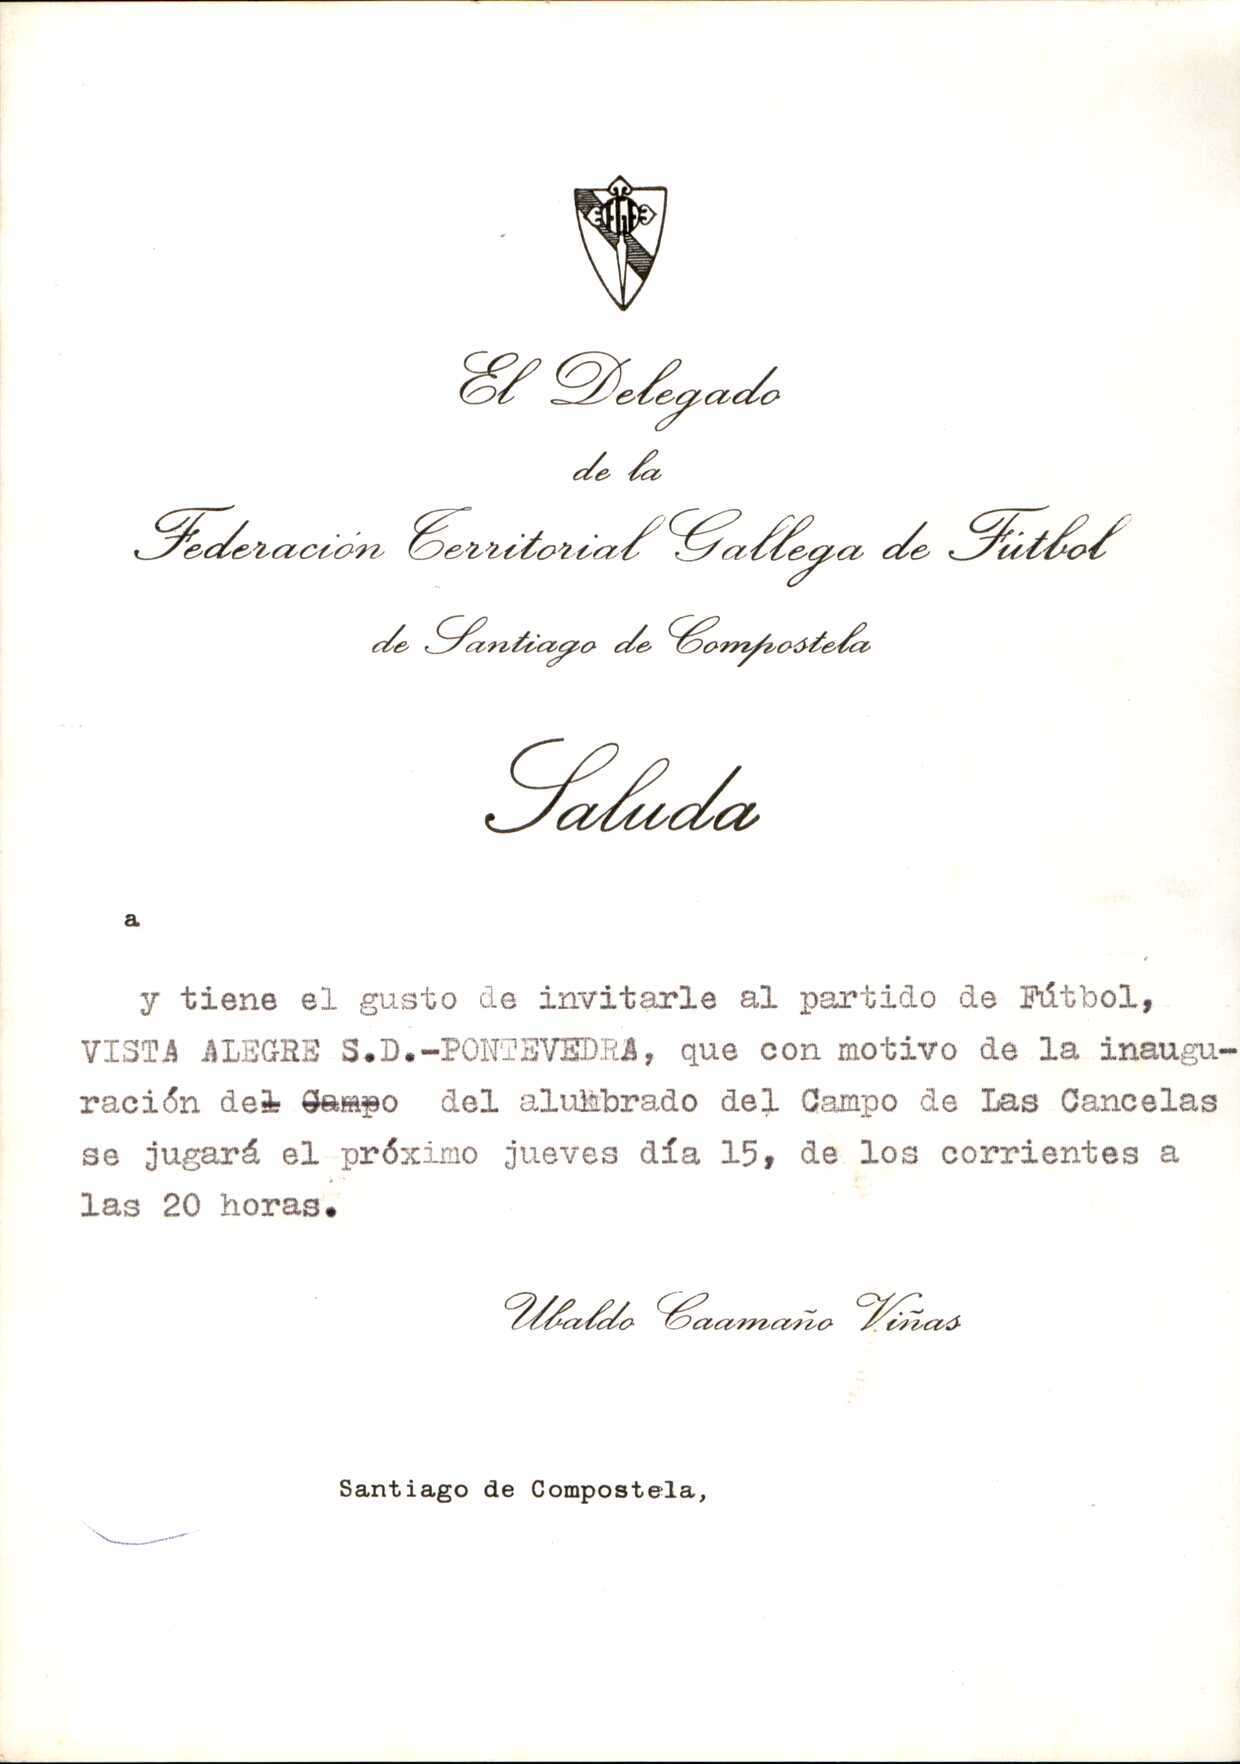 FGF
El Delegado
de la
Federación Territorial Gallega de Fútbol
de Santiago de Compostela
Saluda
a
y tiene el gusto de invitarle al partido de Fútbol,
VISTA ALEGRE S.D.-PONTEVEDRA, que con motivo de la inaugu-
ración del Campo del alumbrado del Campo de Las Cancelas
se jugará el próximo jueves día 15, de los corrientes a
las 20 horas.
Ubaldo Caamaño Viñas
Santiago de Compostela,